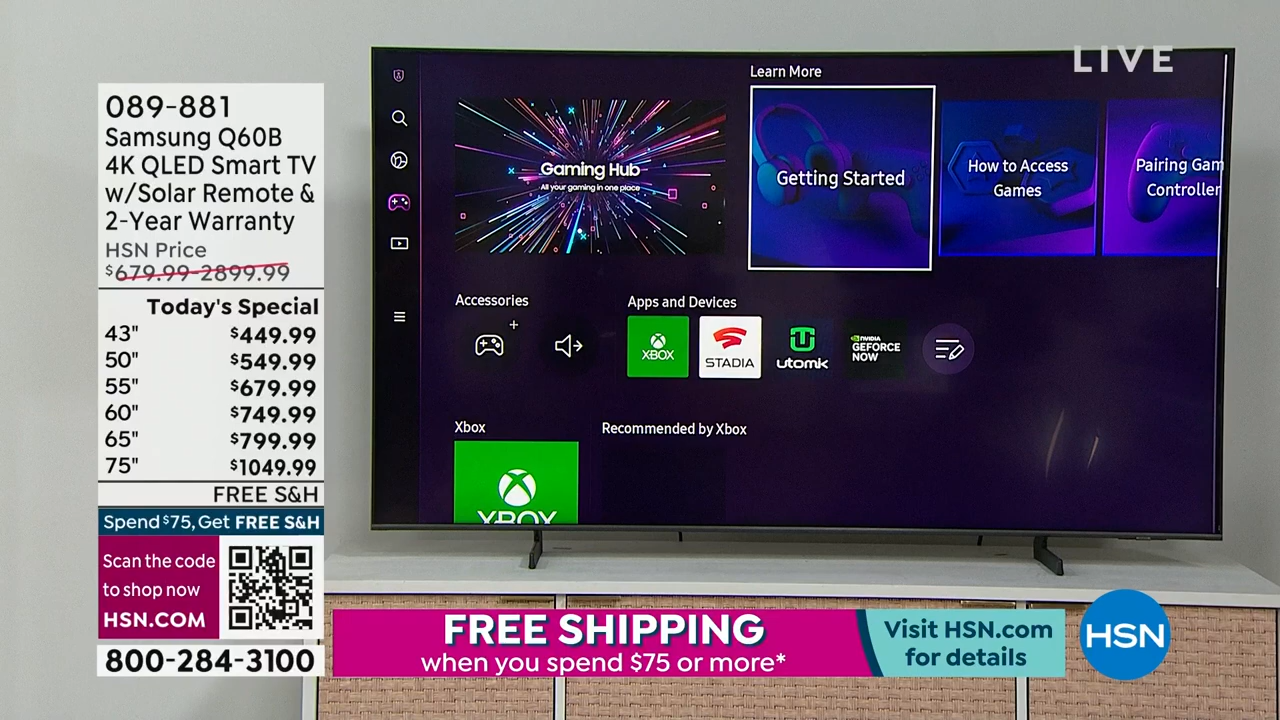 LIVE
089-881
Samsung Q60B
4K QLED Smart TV
w/Solar Remote &
2-Year Warranty
HSN Price
$679.99-2899.99
Today's Special
43" $449.99
50" $549.99
55" $679.99
60" $749.99
65" $799.99
75" $1049.99
FREE S&H
Spend $75, Get FREE S&H
Scan the code
to shop now
HSN.COM
800-284-3100
Learn More
Gaming Hub
All your gaming in one place
Getting Started
How to Access
Games
Pairing Gam
Controller
Accessories
Apps and Devices
XBOX
STADIA
utomik
NVIDIA
GEFORCE
NOW
Xbox
Recommended by Xbox
XBOX
FREE SHIPPING
when you spend $75 or more*
Visit HSN.com
for details
HSN